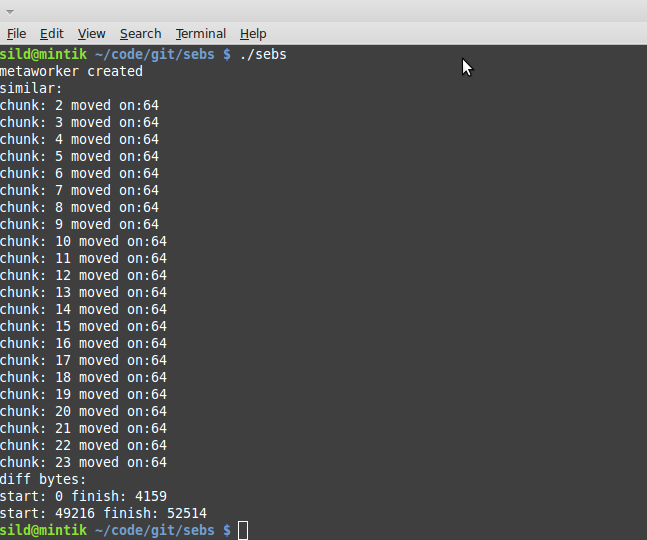 File Edit View Search Terminal Help
sild@mintik ~/code/git/sebs $ ./sebs
metaworker created
similar:
chunk: 2 moved on:64
chunk: 3 moved on:64
chunk: 4 moved on:64
chunk: 5 moved on:64
chunk: 6 moved on:64
chunk: 7 moved on:64
chunk: 8 moved on:64
chunk: 9 moved on:64
chunk: 10 moved on:64
chunk: 11 moved on:64
chunk: 12 moved on:64
chunk: 13 moved on:64
chunk: 14 moved on:64
chunk: 15 moved on:64
chunk: 16 moved on:64
chunk: 17 moved on:64
chunk: 18 moved on:64
chunk: 19 moved on:64
chunk: 20 moved on:64
chunk: 21 moved on:64
chunk: 22 moved on:64
chunk: 23 moved on:64
diff bytes:
start: 0 finish: 4159
start: 49216 finish: 52514
sild@mintik ~/code/git/sebs $